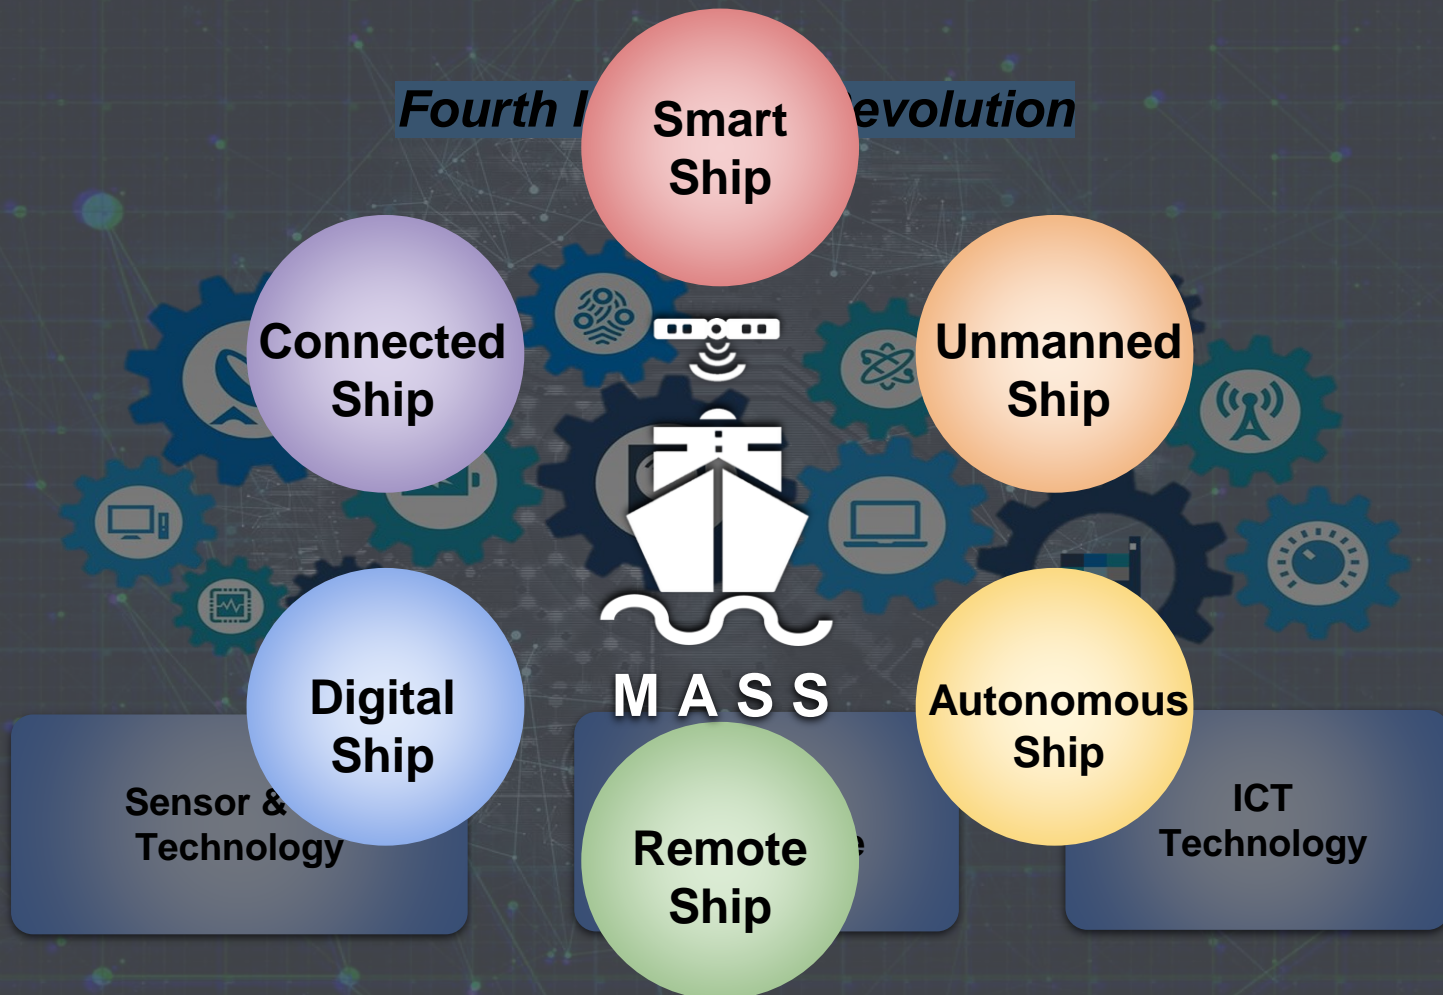 Fourth evolution
Smart
Ship
Connected
Ship
Unmanned
Ship
MASS
Digital
Ship
Autonomous
Ship
Sensor &
Technology
Remote
Ship
ICT
Technology